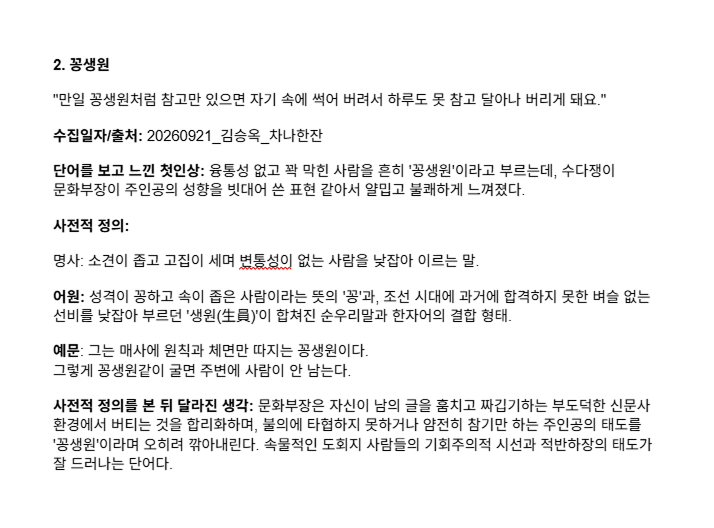 2. 꽁생원
"만일 꽁생원처럼 참고만 있으면 자기 속에 썩어 버려서 하루도 못 참고 달아나 버리게 돼요."
수집일자/출처: 20260921_김승옥_차나한잔
단어를 보고 느낀 첫인상: 융통성 없고 꽉 막힌 사람을 흔히 '꽁생원'이라고 부르는데, 수다쟁이
문화부장이 주인공의 성향을 빗대어 쓴 표현 같아서 얄밉고 불쾌하게 느껴졌다.
사전적 정의:
명사: 소견이 좁고 고집이 세며 변통성이 없는 사람을 낮잡아 이르는 말.
어원: 성격이 꽁하고 속이 좁은 사람이라는 뜻의 '꽁'과, 조선 시대에 과거에 합격하지 못한 벼슬 없는
선비를 낮잡아 부르던 '생원(生員)'이 합쳐진 순우리말과 한자어의 결합 형태.
예문: 그는 매사에 원칙과 체면만 따지는 꽁생원이다.
그렇게 꽁생원같이 굴면 주변에 사람이 안 남는다.
사전적 정의를 본 뒤 달라진 생각: 문화부장은 자신이 남의 글을 훔치고 짜깁기하는 부도덕한 신문사
환경에서 버티는 것을 합리화하며, 불의에 타협하지 못하거나 얌전히 참기만 하는 주인공의 태도를
'꽁생원'이라며 오히려 깎아내린다. 속물적인 도회지 사람들의 기회주의적 시선과 적반하장의 태도가
잘 드러나는 단어다.